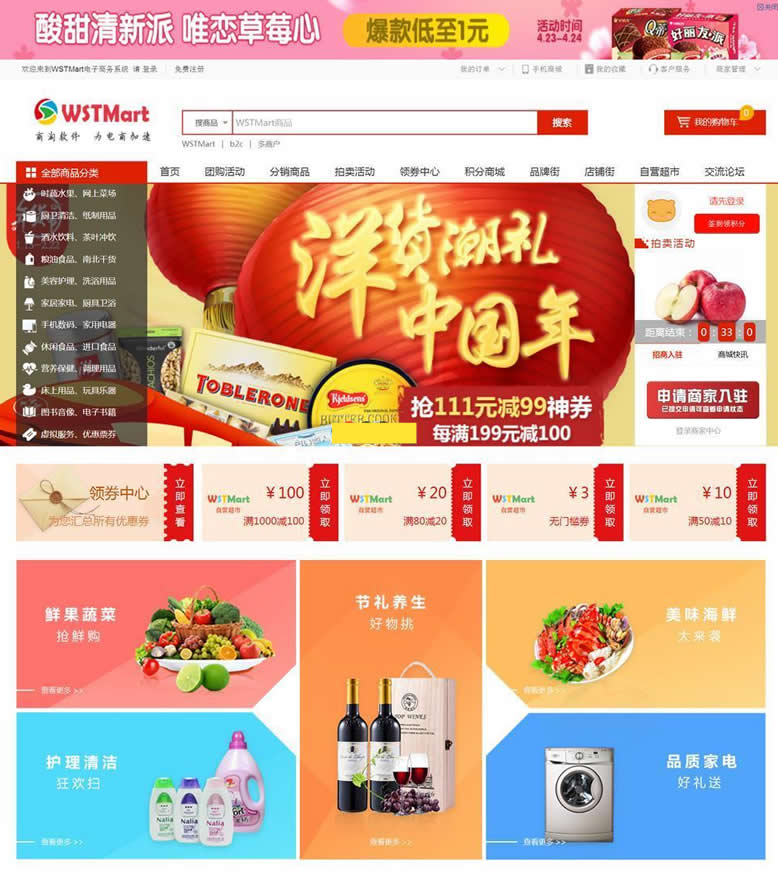 酸甜清新派 唯恋草莓心
爆款低至1元
活动时间
4.23--4.24
关闭
欢迎来到WSTMart电子商务系统 请 登录 免费注册
我的订单 手机商城 我的收藏 客户服务 商家管理
WSTMart
商淘软件 为电商加速
搜商品 WSTMart商品 搜索
我的购物车 0
WSTMart | b2c | 多商户
全部商品分类 首页 团购活动 分销商品 拍卖活动 领券中心 积分商城 品牌街 店铺街 自营超市 交流论坛
时蔬水果、网上菜场
厨卫清洁、纸制用品
酒水饮料、茶叶冲饮
粮油食品、南北干货
美容护理、洗浴用品
家居家电、厨具卫浴
手机数码、家用电器
休闲食品、进口食品
营养保健、调理用品
床上用品、玩具乐器
图书音像、电子书籍
虚拟服务、优惠票券
洋货潮礼
中国年
TOBLERONE
Kjeldsens
BUTTER COOKIES
抢111元减99神券
每满199元减100
请先登录
签到领积分
拍卖活动
距离结束: 0 : 33 : 0
招商入驻 商城快讯
申请商家入驻
已提交申请可查看申请状态
登录商家中心
领券中心
为您汇总所有优惠券
立即查看
WSTMart
自营超市
¥100
满1000减100
立即领取
WSTMart
自营超市
¥20
满80减20
立即领取
WSTMart
自营超市
¥3
无门槛券
立即领取
WSTMart
自营超市
¥10
满50减10
立即领取
鲜果蔬菜
抢鲜购
查看更多 >>
节礼养生
好物挑
TOP WINES
查看更多 >>
美味海鲜
大来袭
查看更多 >>
护理清洁
狂欢扫
Nalia
Nalia
Nalia
查看更多 >>
品质家电
好礼送
查看更多 >>